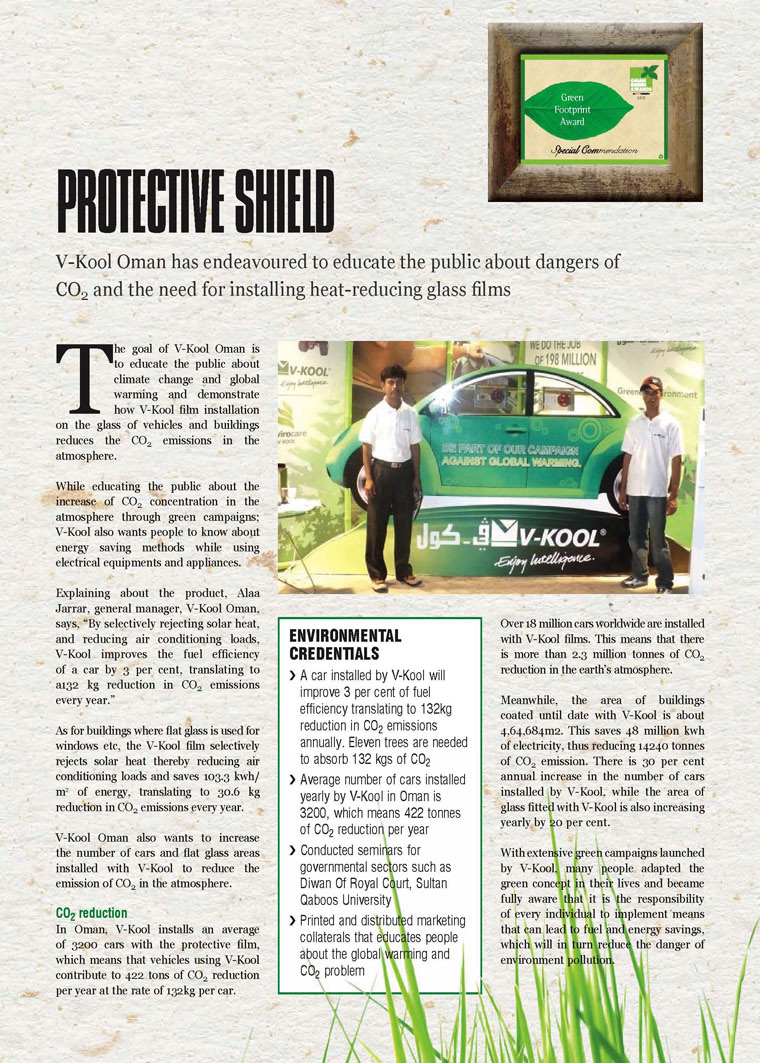 Green
Footprint
Award
Special Commendation
PROTECTIVE SHIELD
V-Kool Oman has endeavoured to educate the public about dangers of
CO2 and the need for installing heat-reducing glass films
The goal of V-Kool Oman is
to educate the public about
climate change and global
warming and demonstrate
how V-Kool film installation
on the glass of vehicles and buildings
reduces the CO2 emissions in the
atmosphere.
While educating the public about the
increase of CO2 concentration in the
atmosphere through green campaigns;
V-Kool also wants people to know about
energy saving methods while using
electrical equipments and appliances.
Explaining about the product, Alaa
Jarrar, general manager, V-Kool Oman,
says, “By selectively rejecting solar heat,
and reducing air conditioning loads,
V-Kool improves the fuel efficiency
of a car by 3 per cent, translating to
a132 kg reduction in CO2 emissions
every year.”
As for buildings where flat glass is used for
windows etc, the V-Kool film selectively
rejects solar heat thereby reducing air
conditioning loads and saves 103.3 kwh/
m² of energy, translating to 30.6 kg
reduction in CO2 emissions every year.
V-Kool Oman also wants to increase
the number of cars and flat glass areas
installed with V-Kool to reduce the
emission of CO2 in the atmosphere.
CO2 reduction
In Oman, V-Kool installs an average
of 3200 cars with the protective film,
which means that vehicles using V-Kool
contribute to 422 tons of CO2 reduction
per year at the rate of 132kg per car.
WE DO THE JOB
OF 198 MILLION
V-KOOL
Enjoy Intelligence
BE PART OF OUR CAMPAIGN
AGAINST GLOBAL WARMING.
ڤي-كول V-KOOL®
Enjoy Intelligence.
ENVIRONMENTAL
CREDENTIALS
❯ A car installed by V-Kool will
improve 3 per cent of fuel
efficiency translating to 132kg
reduction in CO2 emissions
annually. Eleven trees are needed
to absorb 132 kgs of CO2
❯ Average number of cars installed
yearly by V-Kool in Oman is
3200, which means 422 tonnes
of CO2 reduction per year
❯ Conducted seminars for
governmental sectors such as
Diwan Of Royal Court, Sultan
Qaboos University
❯ Printed and distributed marketing
collaterals that educates people
about the global warming and
CO2 problem
Over 18 million cars worldwide are installed
with V-Kool films. This means that there
is more than 2.3 million tonnes of CO2
reduction in the earth’s atmosphere.
Meanwhile, the area of buildings
coated until date with V-Kool is about
4,64,684m2. This saves 48 million kwh
of electricity, thus reducing 14240 tonnes
of CO2 emission. There is 30 per cent
annual increase in the number of cars
installed by V-Kool, while the area of
glass fitted with V-Kool is also increasing
yearly by 20 per cent.
With extensive green campaigns launched
by V-Kool, many people adapted the
green concept in their lives and became
fully aware that it is the responsibility
of every individual to implement means
that can lead to fuel and energy savings,
which will in turn reduce the danger of
environment pollution.